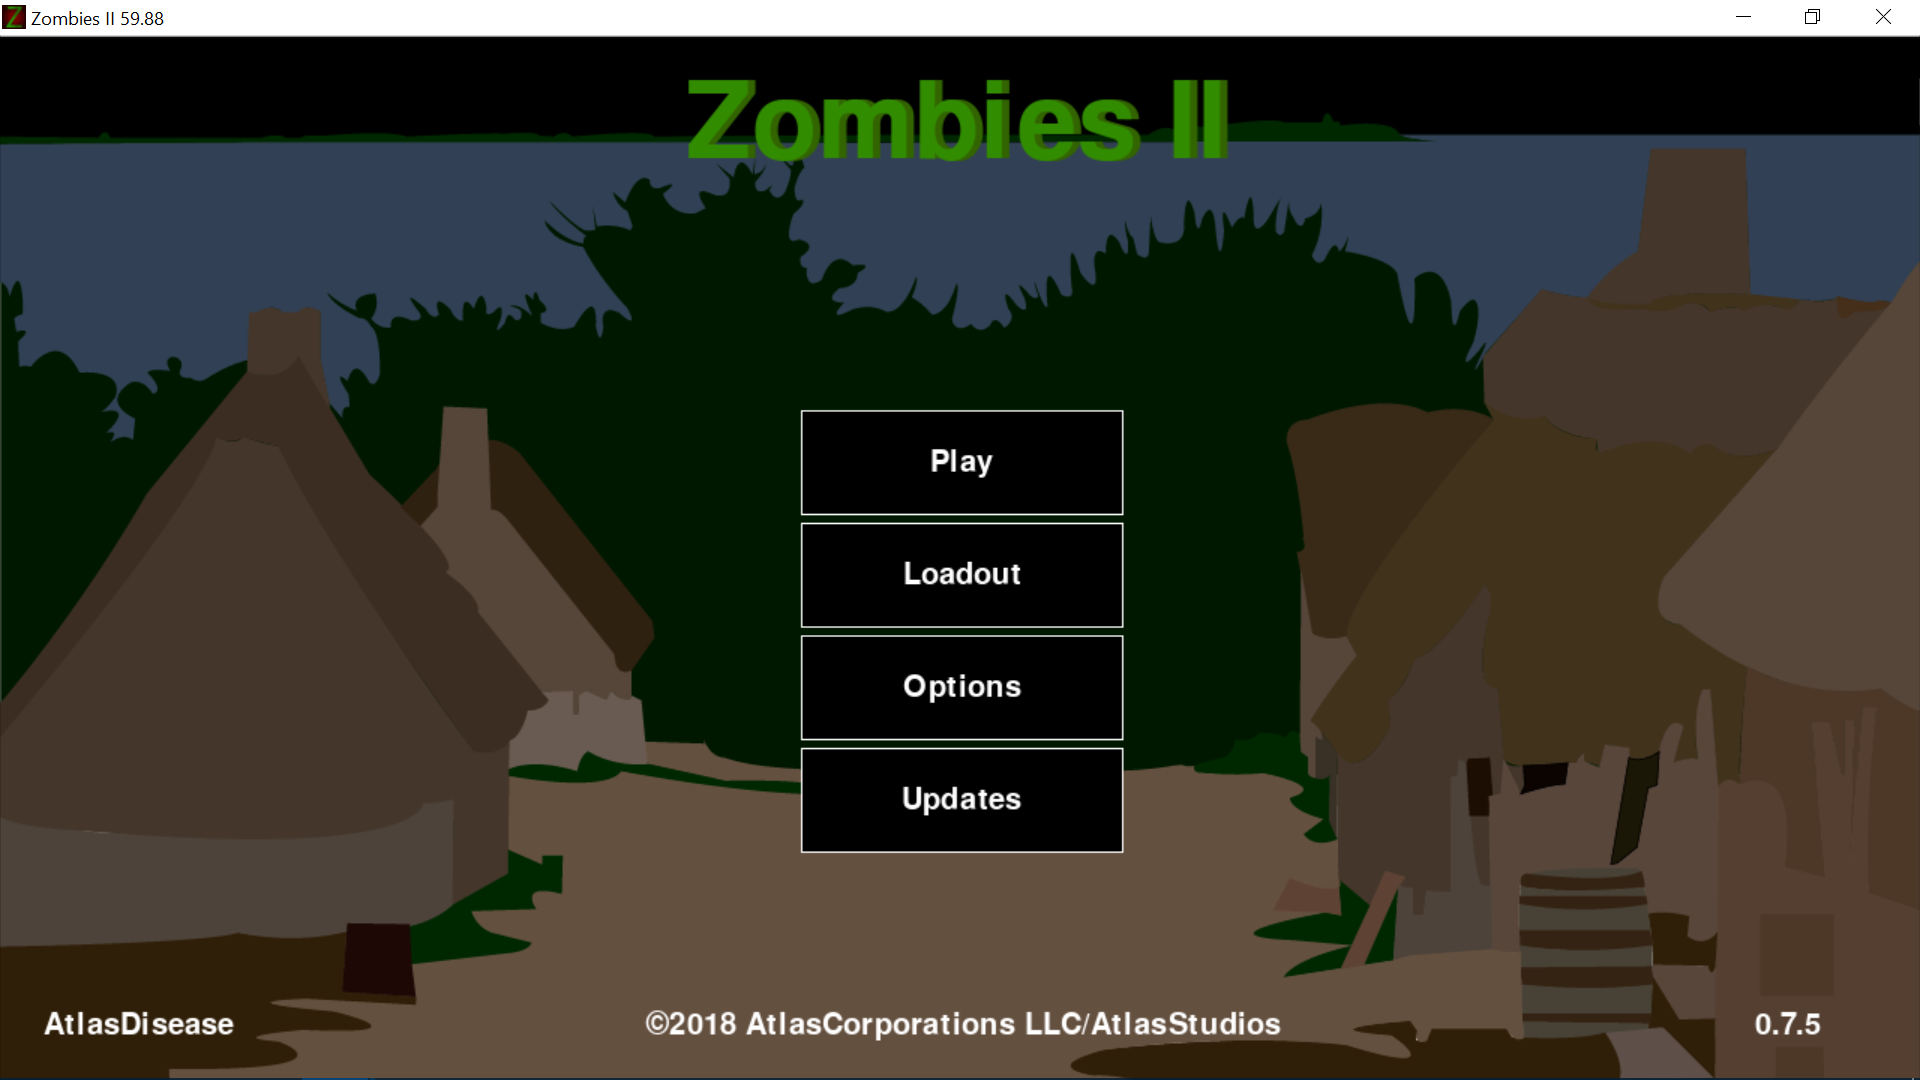 Zombies II 59.88
Zombies II
Play
Loadout
Options
Updates
AtlasDisease
©2018 AtlasCorporations LLC/AtlasStudios
0.7.5